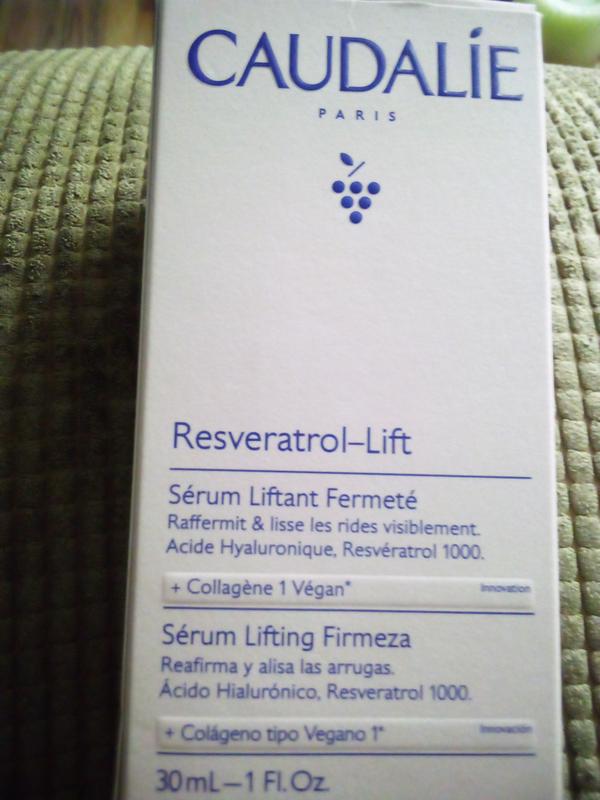 CAUDALÍE
PARIS
Resveratrol–Lift
Sérum Liftant Fermeté
Raffermit & lisse les rides visiblement.
Acide Hyaluronique, Resvératrol 1000.
+ Collagène 1 Végan* Innovation
Sérum Lifting Firmeza
Reafirma y alisa las arrugas.
Ácido Hialurónico, Resveratrol 1000.
+ Colágeno tipo Vegano 1* Innovación
30 mL – 1 Fl. Oz.